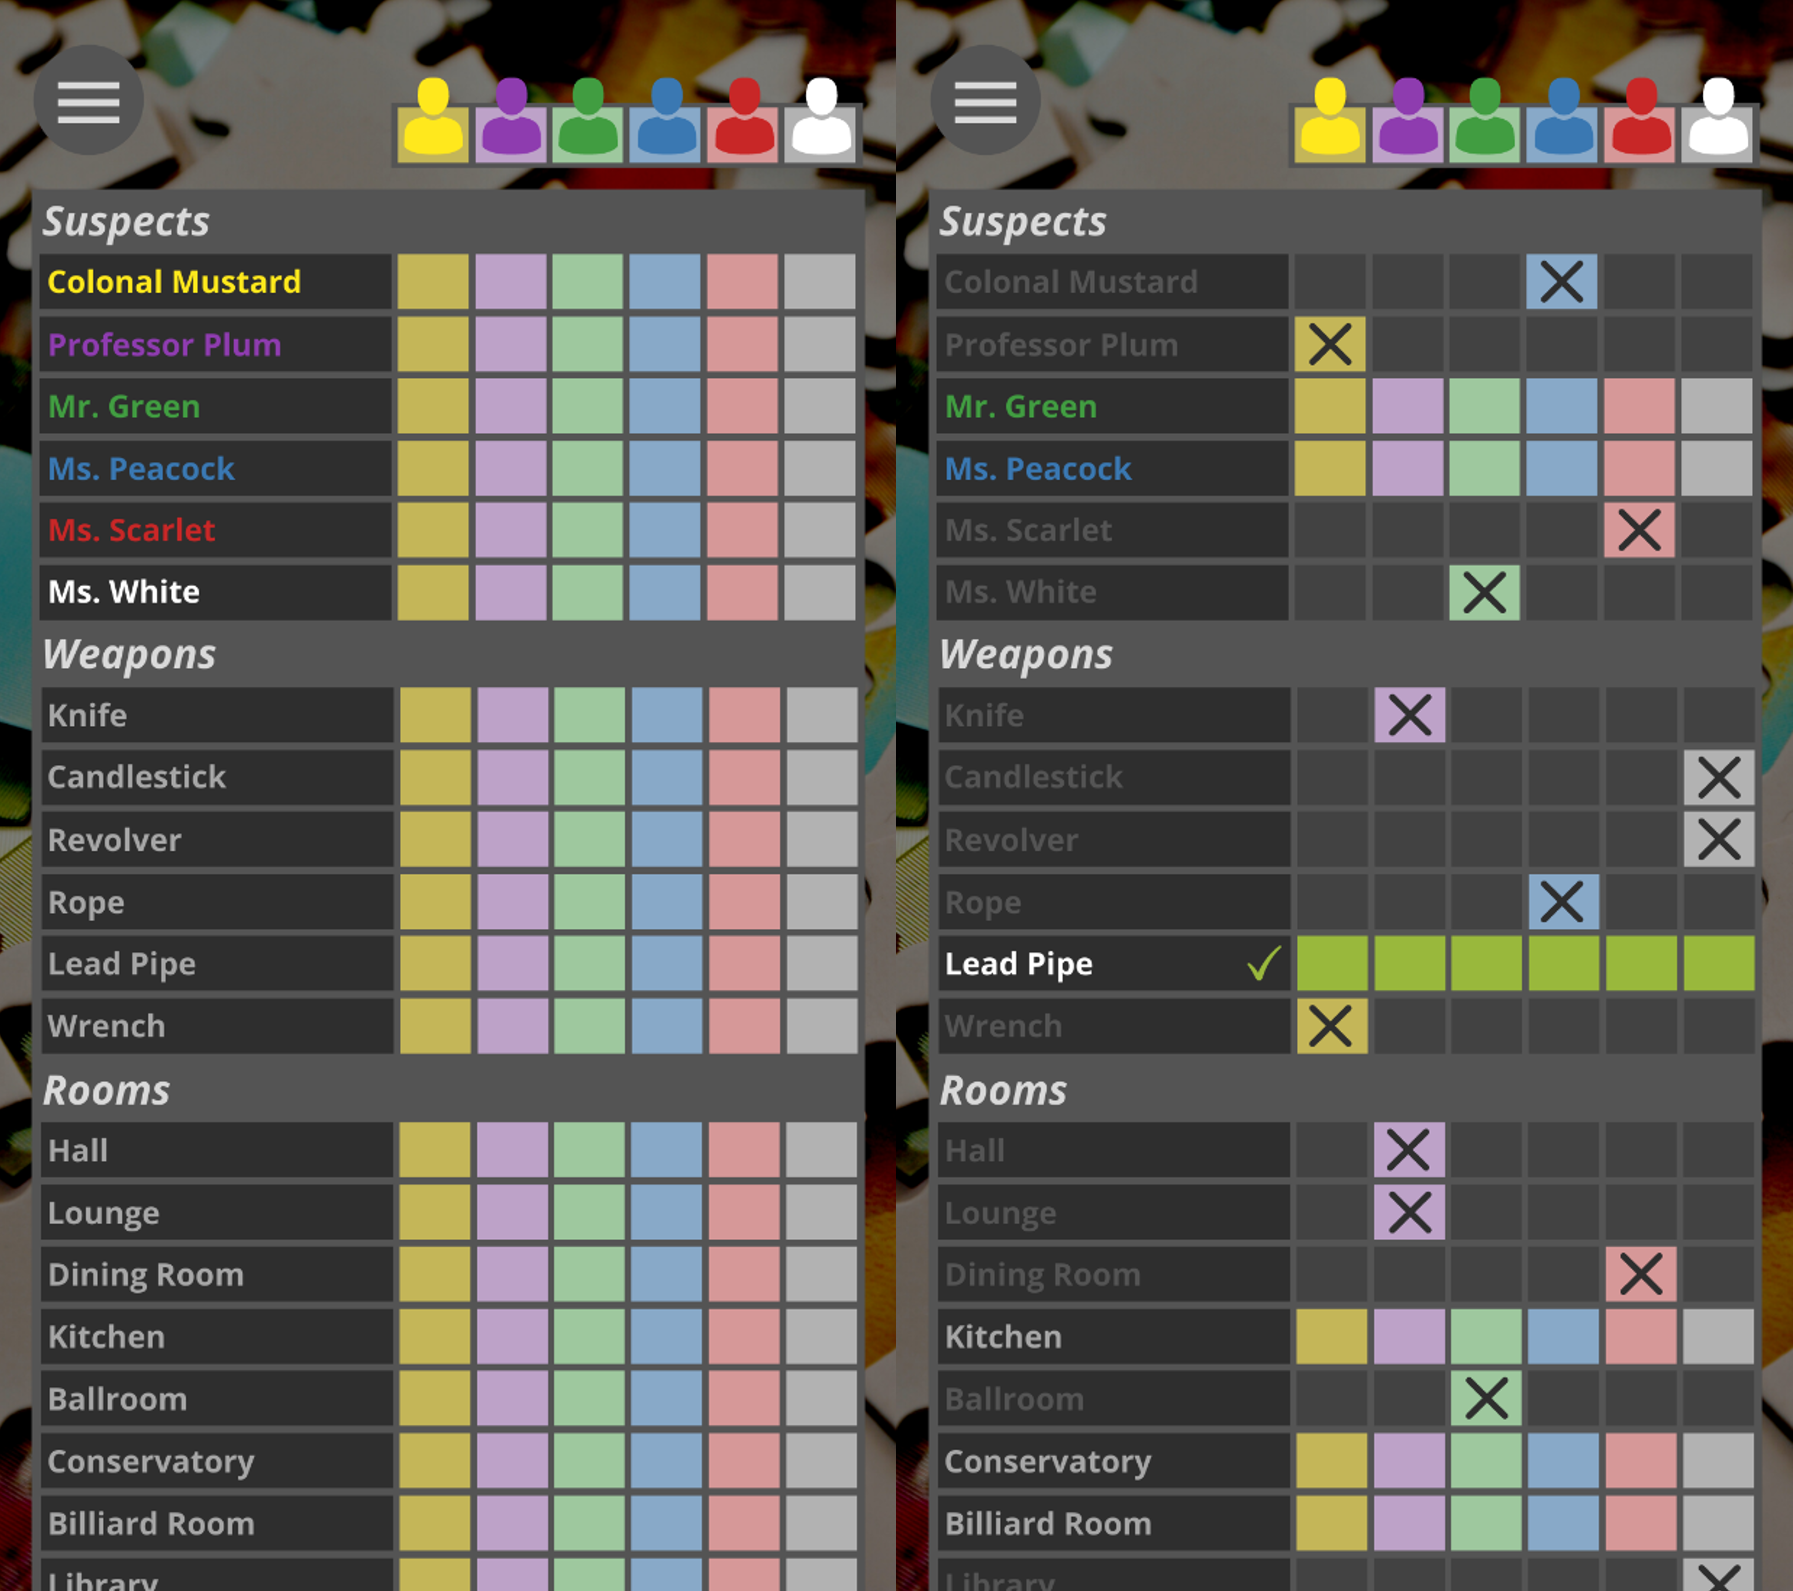 Suspects
Colonal Mustard
Professor Plum
Mr. Green
Ms. Peacock
Ms. Scarlet
Ms. White
Weapons
Knife
Candlestick
Revolver
Rope
Lead Pipe
Wrench
Rooms
Hall
Lounge
Dining Room
Kitchen
Ballroom
Conservatory
Billiard Room
Library
Suspects
Colonal Mustard
Professor Plum
Mr. Green
Ms. Peacock
Ms. Scarlet
Ms. White
Weapons
Knife
Candlestick
Revolver
Rope
Lead Pipe
Wrench
Rooms
Hall
Lounge
Dining Room
Kitchen
Ballroom
Conservatory
Billiard Room
Library